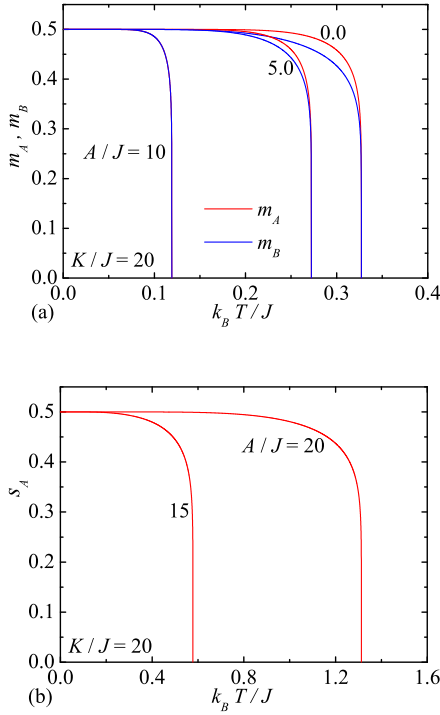 0.5
0.4
0.3
0.2
0.1
0.0
m_A , m_B
0.0
5.0
A / J = 10
m_A
m_B
K / J = 20
0.0 0.1 0.2 0.3 0.4
(a)
k_B T / J
0.5
0.4
0.3
0.2
0.1
0.0
s_A
A / J = 20
15
K / J = 20
0.0 0.4 0.8 1.2 1.6
(b)
k_B T / J